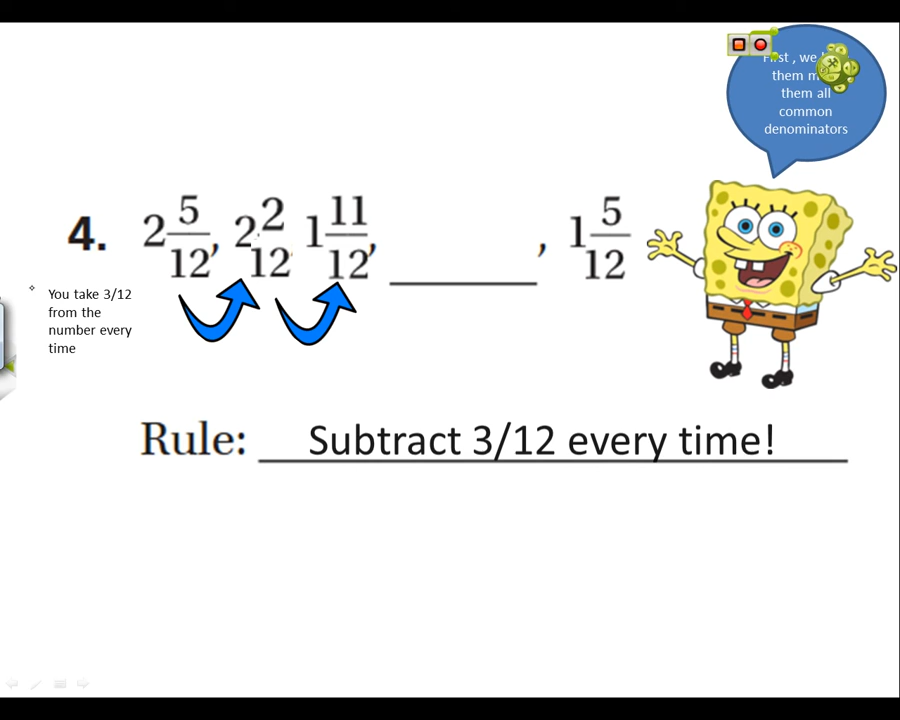 First , we
them
them all
common
denominators
4. 2 5/12, 2 2/12 1 11/12, ________ , 1 5/12
You take 3/12
from the
number every
time
Rule: Subtract 3/12 every time!